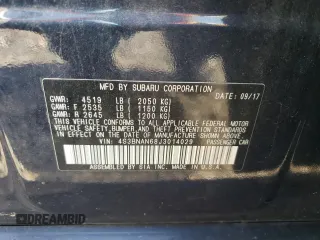 MFD BY SUBARU CORPORATION
GVWR: 4519 LB ( 2050 KG) DATE: 09/17
GAWR: F 2535 LB ( 1150 KG)
GAWR: R 2645 LB ( 1200 KG)
THIS VEHICLE CONFORMS TO ALL APPLICABLE FEDERAL MOTOR
VEHICLE SAFETY, BUMPER, AND THEFT PREVENTION STANDARDS
IN EFFECT ON THE DATE OF MANUFACTURE SHOWN ABOVE.
VIN: 4S3BNAN68J3014029 PASSENGER CAR
ASSEMBLED BY SIA INC. MADE IN U.S.A.
DREAMBID